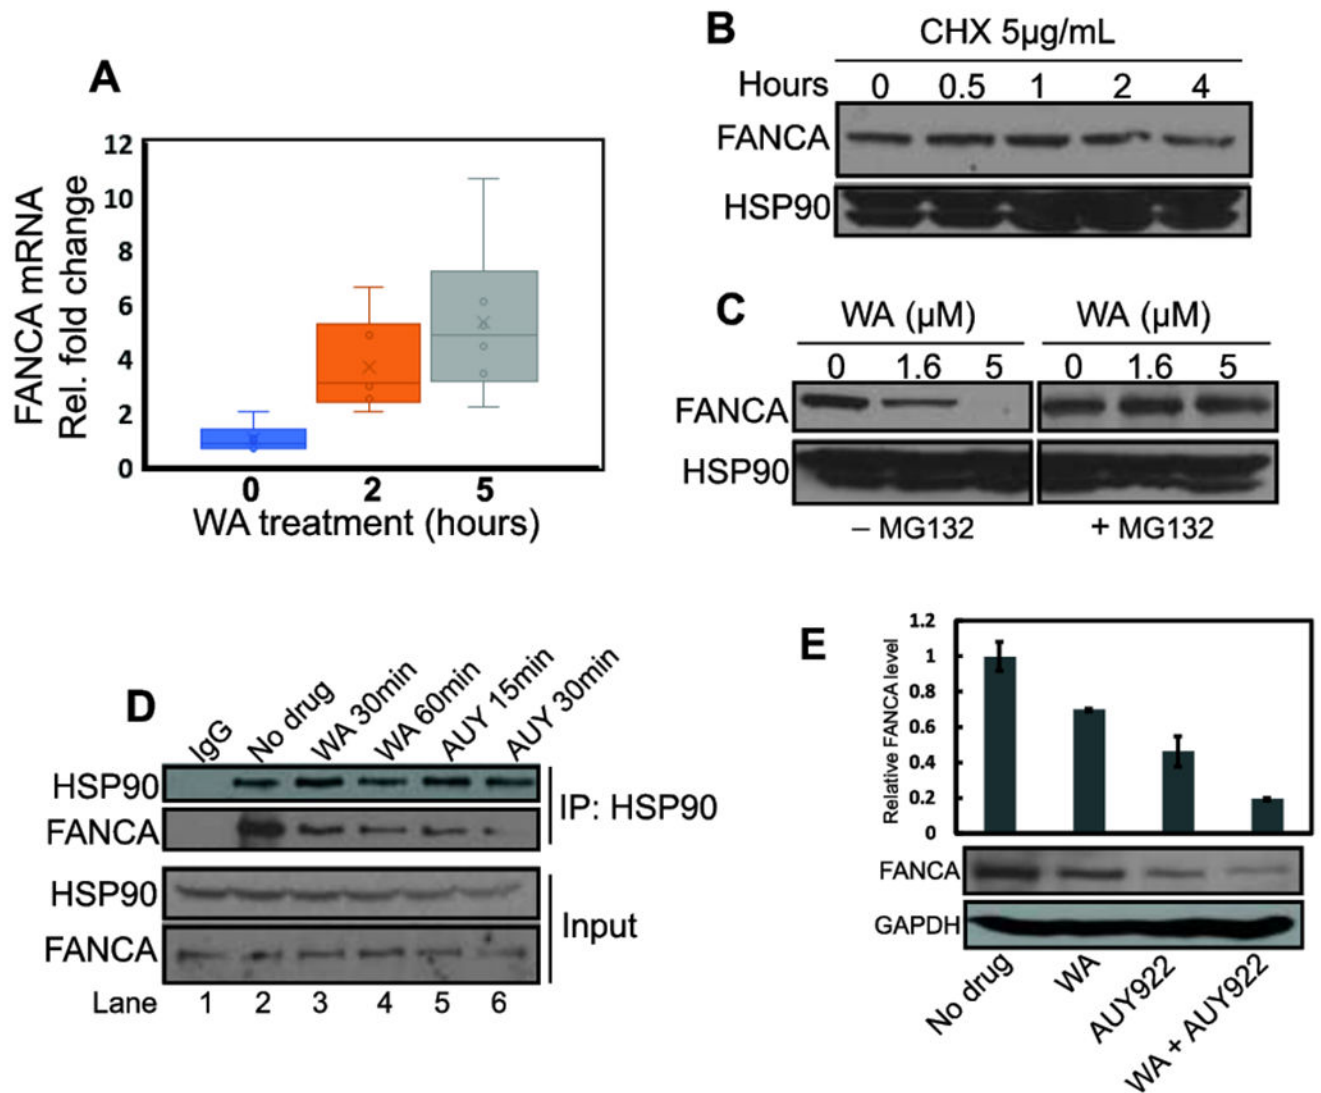 A
FANCA mRNA
Rel. fold change
12
10
8
6
4
2
0
0 2 5
WA treatment (hours)
B
CHX 5µg/mL
Hours 0 0.5 1 2 4
FANCA
HSP90
C
WA (µM) WA (µM)
0 1.6 5 0 1.6 5
FANCA
HSP90
– MG132 + MG132
D
IgG No drug WA 30min WA 60min AUY 15min AUY 30min
HSP90
FANCA
IP: HSP90
HSP90
FANCA
Input
Lane 1 2 3 4 5 6
E
Relative FANCA level
1.2
1
0.8
0.6
0.4
0.2
0
FANCA
GAPDH
No drug WA AUY922 WA + AUY922